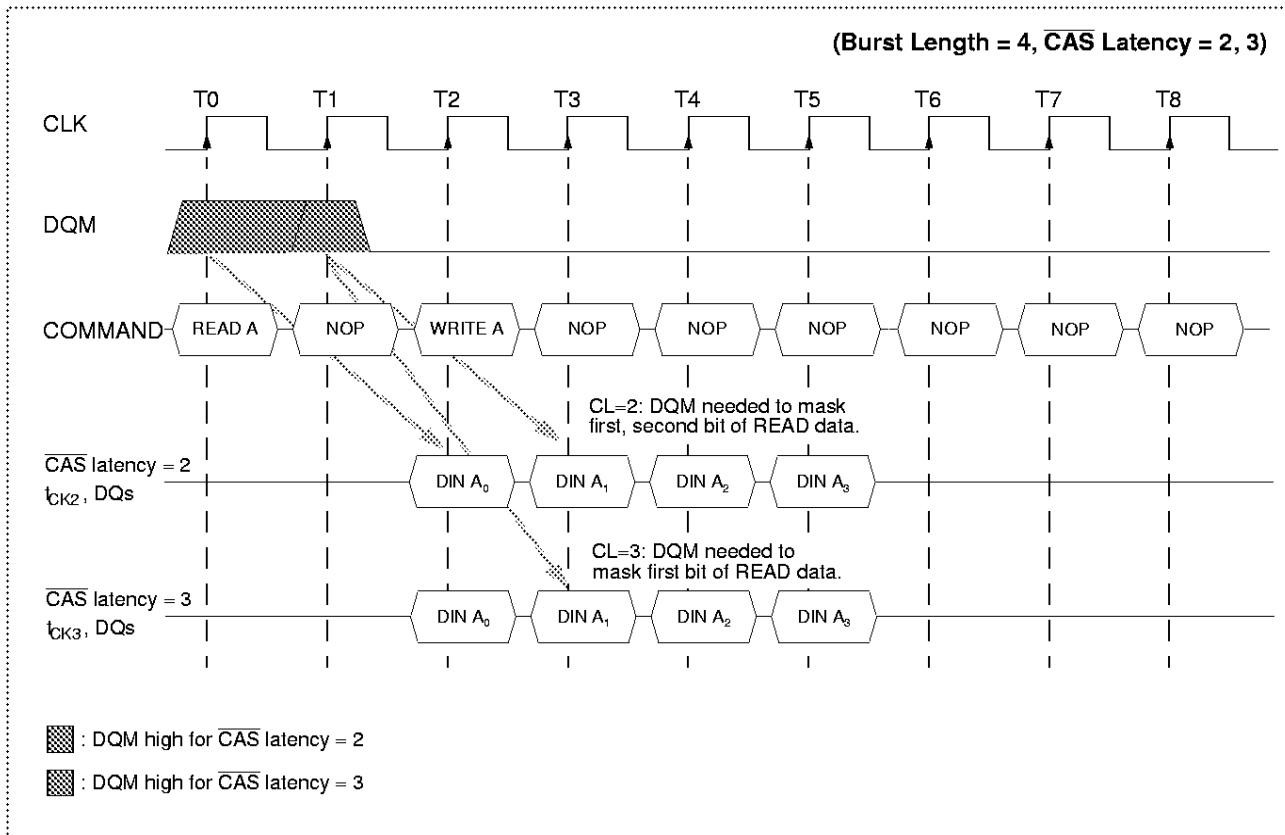 (Burst Length = 4, CAS Latency = 2, 3)
T0 T1 T2 T3 T4 T5 T6 T7 T8
CLK
DQM
COMMAND READ A NOP WRITE A NOP NOP NOP NOP NOP NOP
CL=2: DQM needed to mask
first, second bit of READ data.
CAS latency = 2
tCK2, DQs
DIN A0 DIN A1 DIN A2 DIN A3
CL=3: DQM needed to
mask first bit of READ data.
CAS latency = 3
tCK3, DQs
DIN A0 DIN A1 DIN A2 DIN A3
: DQM high for CAS latency = 2
: DQM high for CAS latency = 3